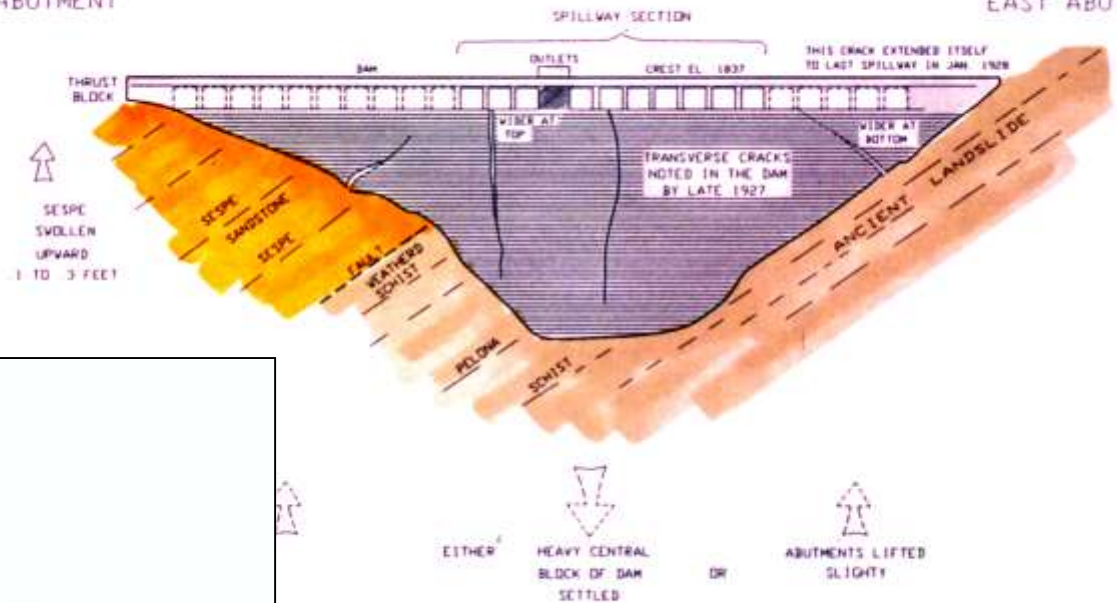 ABUTMENT
EAST ABU
SPILLWAY SECTION
OUTLETS
DAM
CREST EL. 1837
THIS CRACK EXTENDED ITSELF
TO LAST SPILLWAY IN JAN. 1928
THRUST
BLOCK
WIDER AT
TOP
WIDER AT
BOTTOM
TRANSVERSE CRACKS
NOTED IN THE DAM
BY LATE 1927
SESPE
SWOLLEN
UPWARD
.1 TO .3 FEET
SESPE
SANDSTONE
SESPE
FAULT
WEATHERD
SCHIST
PELONA
SCHIST
ANCIENT LANDSLIDE
EITHER
HEAVY CENTRAL
BLOCK OF DAM
SETTLED
OR
ABUTMENTS LIFTED
SLIGHTY